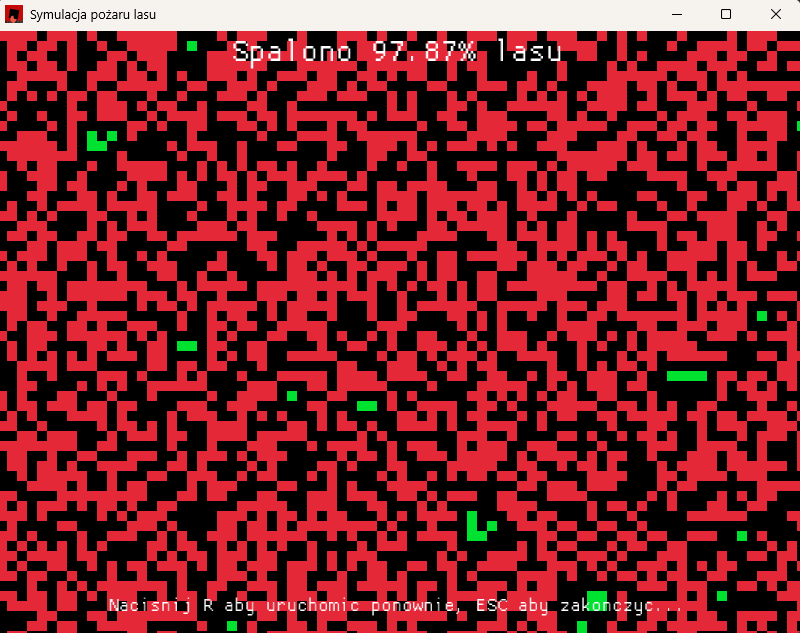 Symulacja pożaru lasu
Spalono 97.87% lasu
Nacisnij R aby uruchomic ponownie, ESC aby zakonczyc...